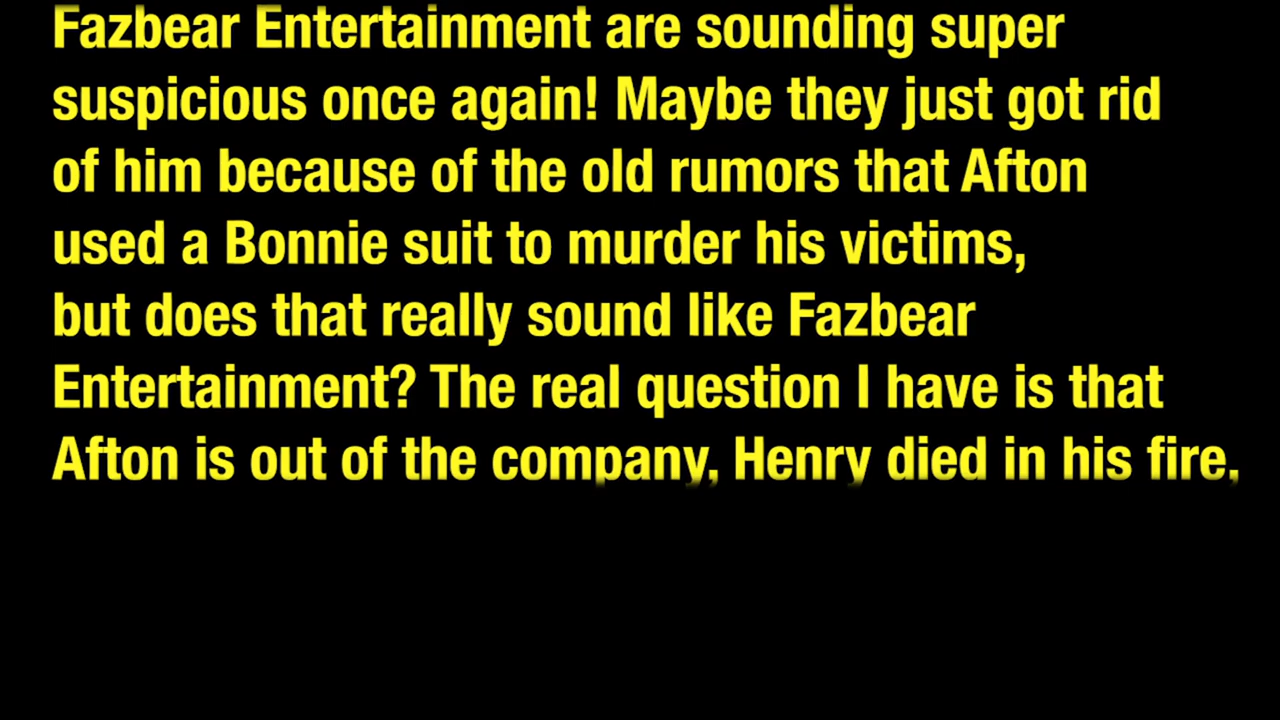 Fazbear Entertainment are sounding super
suspicious once again! Maybe they just got rid
of him because of the old rumors that Afton
used a Bonnie suit to murder his victims,
but does that really sound like Fazbear
Entertainment? The real question I have is that
Afton is out of the company, Henry died in his fire,